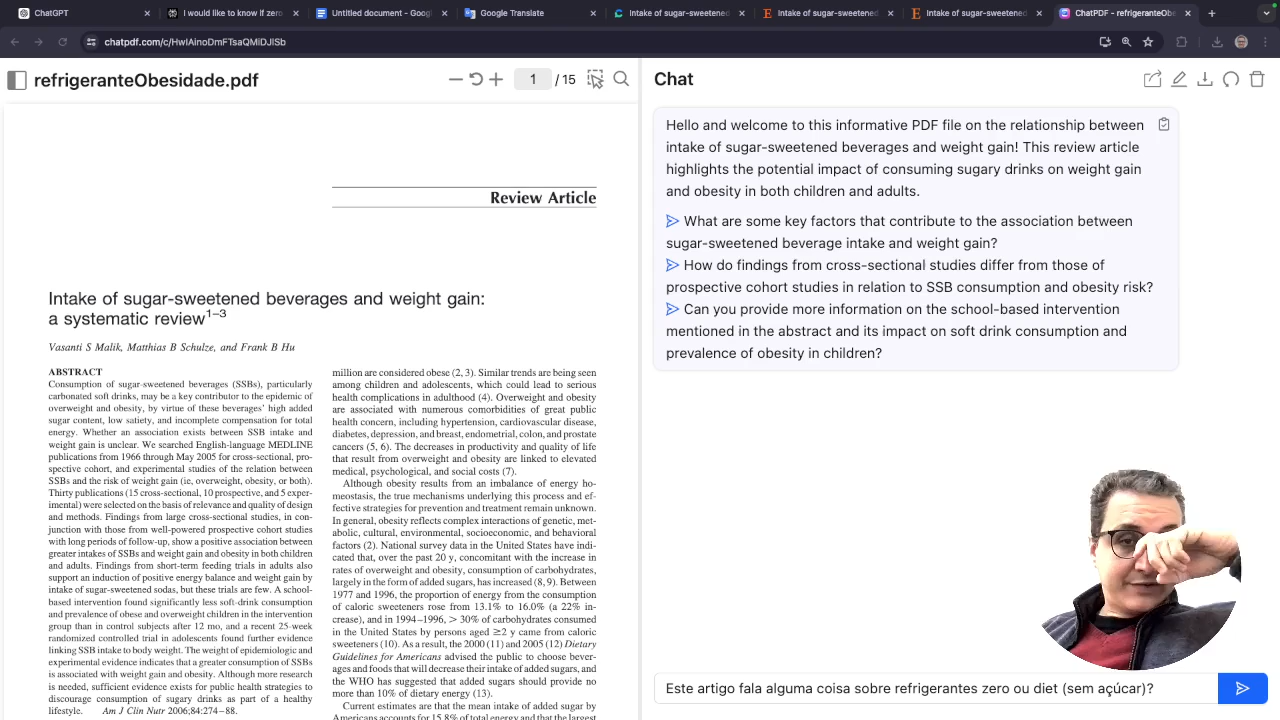 ChatGPT
I would like to know if zero
Untitled document - Goog
Google Translate
Intake of sugar-sweetened
Intake of sugar-sweetened
Intake of sugar-sweetened
ChatPDF - refrigeranteObe
chatpdf.com/c/HwIAinoDmFTsaQMiDJISb
refrigeranteObesidade.pdf
1 / 15
Review Article
Intake of sugar-sweetened beverages and weight gain:
a systematic review1–3
Vasanti S Malik, Matthias B Schulze, and Frank B Hu
ABSTRACT
Consumption of sugar-sweetened beverages (SSBs), particularly
carbonated soft drinks, may be a key contributor to the epidemic of
overweight and obesity, by virtue of these beverages' high added
sugar content, low satiety, and incomplete compensation for total
energy. Whether an association exists between SSB intake and
weight gain is unclear. We searched English-language MEDLINE
publications from 1966 through May 2005 for cross-sectional, pro-
spective cohort, and experimental studies of the relation between
SSBs and the risk of weight gain (ie, overweight, obesity, or both).
Thirty publications (15 cross-sectional, 10 prospective, and 5 exper-
imental) were selected on the basis of relevance and quality of design
and methods. Findings from large cross-sectional studies, in con-
junction with those from well-powered prospective cohort studies
with long periods of follow-up, show a positive association between
greater intakes of SSBs and weight gain and obesity in both children
and adults. Findings from short-term feeding trials in adults also
support an induction of positive energy balance and weight gain by
intake of sugar-sweetened sodas, but these trials are few. A school-
based intervention found significantly less soft-drink consumption
and prevalence of obese and overweight children in the intervention
group than in control subjects after 12 mo, and a recent 25-week
randomized controlled trial in adolescents found further evidence
linking SSB intake to body weight. The weight of epidemiologic and
experimental evidence indicates that a greater consumption of SSBs
is associated with weight gain and obesity. Although more research
is needed, sufficient evidence exists for public health strategies to
discourage consumption of sugary drinks as part of a healthy
lifestyle. Am J Clin Nutr 2006;84:274–88.
million are considered obese (2, 3). Similar trends are being seen
among children and adolescents, which could lead to serious
health complications in adulthood (4). Overweight and obesity
are associated with numerous comorbidities of great public
health concern, including hypertension, cardiovascular disease,
diabetes, depression, and breast, endometrial, colon, and prostate
cancers (5, 6). The decreases in productivity and quality of life
that result from overweight and obesity are linked to elevated
medical, psychological, and social costs (7).
Although obesity results from an imbalance of energy ho-
meostasis, the true mechanisms underlying this process and ef-
fective strategies for prevention and treatment remain unknown.
In general, obesity reflects complex interactions of genetic, met-
abolic, cultural, environmental, socioeconomic, and behavioral
factors (2). National survey data in the United States have indi-
cated that, over the past 20 y, concomitant with the increase in
rates of overweight and obesity, consumption of carbohydrates,
largely in the form of added sugars, has increased (8, 9). Between
1977 and 1996, the proportion of energy from the consumption
of caloric sweeteners rose from 13.1% to 16.0% (a 22% in-
crease), and in 1994–1996, > 30% of carbohydrates consumed
in the United States by persons aged ≥2 y came from caloric
sweeteners (10). As a result, the 2000 (11) and 2005 (12) Dietary
Guidelines for Americans advised the public to choose bever-
ages and foods that will decrease their intake of added sugars, and
the WHO has suggested that added sugars should provide no
more than 10% of dietary energy (13).
Current estimates are that the mean intake of added sugar by
Americans accounts for 15.8% of total energy and that the largest
Chat
Hello and welcome to this informative PDF file on the relationship between
intake of sugar-sweetened beverages and weight gain! This review article
highlights the potential impact of consuming sugary drinks on weight gain
and obesity in both children and adults.
What are some key factors that contribute to the association between
sugar-sweetened beverage intake and weight gain?
How do findings from cross-sectional studies differ from those of
prospective cohort studies in relation to SSB consumption and obesity risk?
Can you provide more information on the school-based intervention
mentioned in the abstract and its impact on soft drink consumption and
prevalence of obesity in children?
Este artigo fala alguma coisa sobre refrigerantes zero ou diet (sem açúcar)?